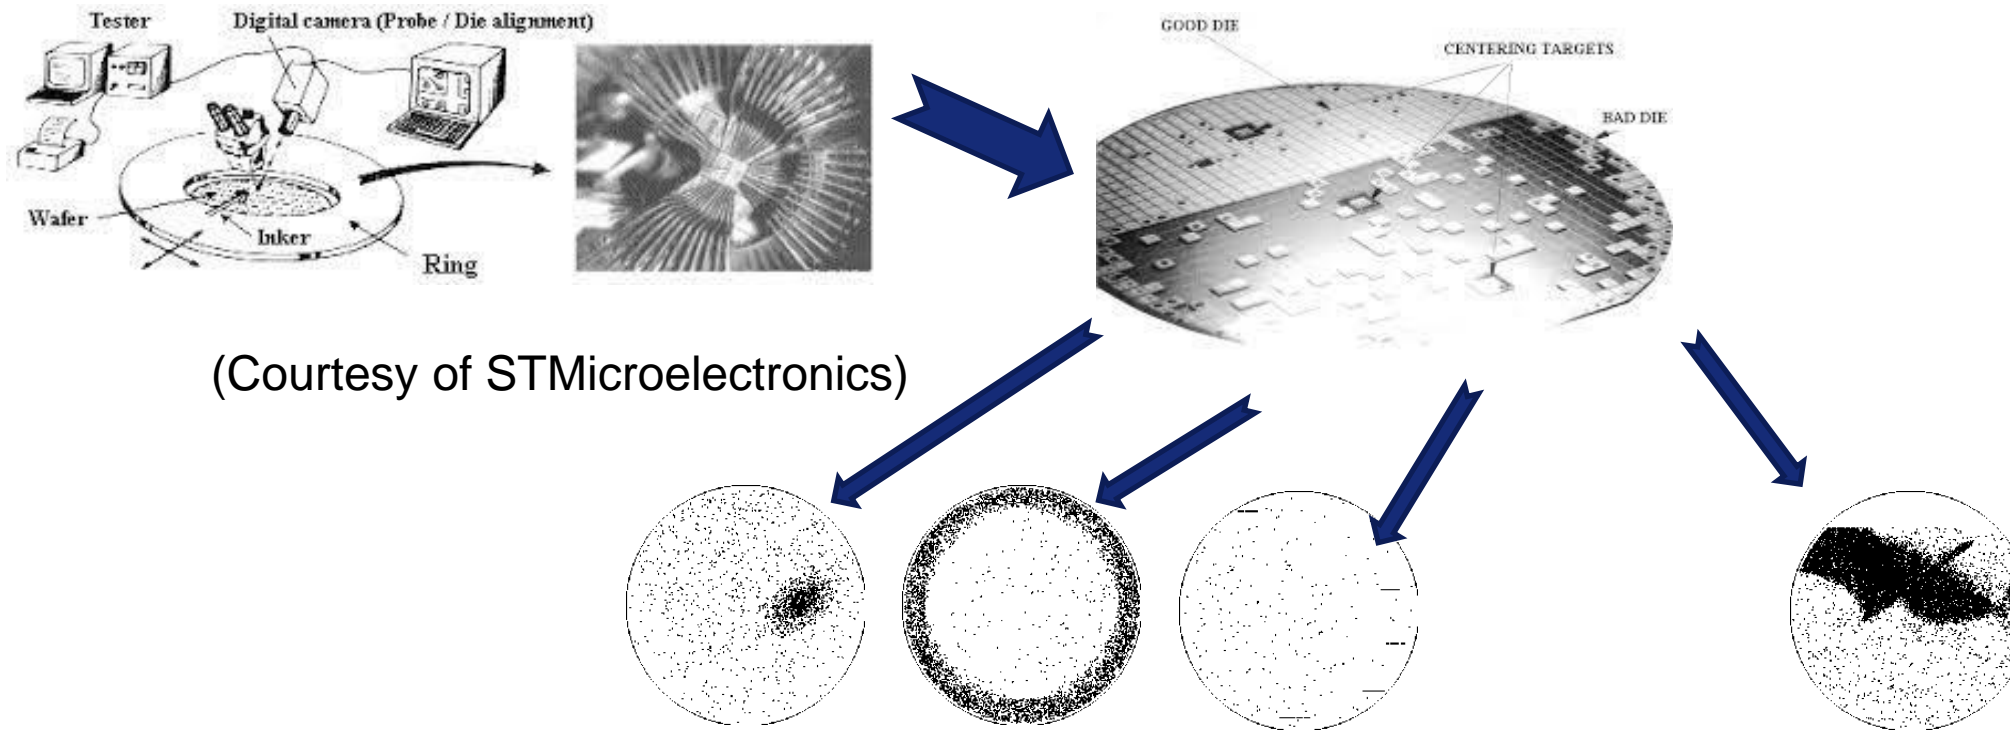 Tester
Digital camera (Probe / Die alignment)
Wafer
Inker
Ring
GOOD DIE
CENTERING TARGETS
BAD DIE
(Courtesy of STMicroelectronics)